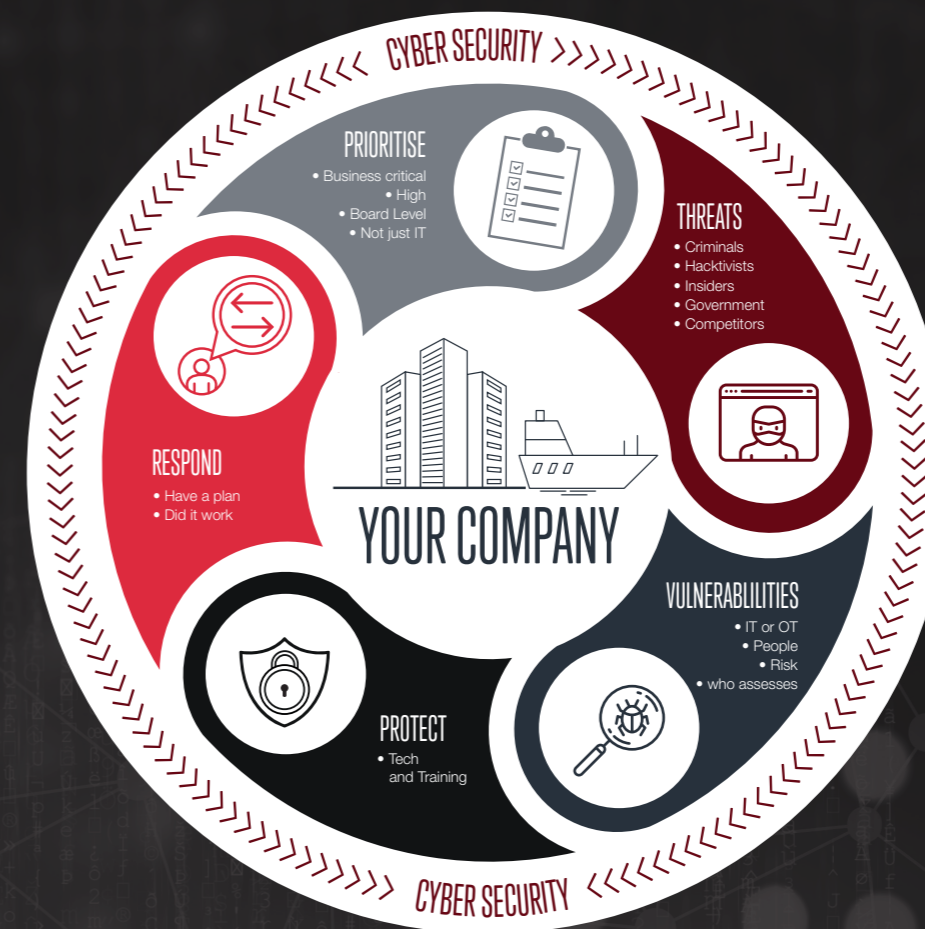 CYBER SECURITY
PRIORITISE
• Business critical
• High
• Board Level
• Not just IT
THREATS
• Criminals
• Hacktivists
• Insiders
• Government
• Competitors
RESPOND
• Have a plan
• Did it work
YOUR COMPANY
VULNERABLILITIES
• IT or OT
• People
• Risk
• who assesses
PROTECT
• Tech
and Training
CYBER SECURITY